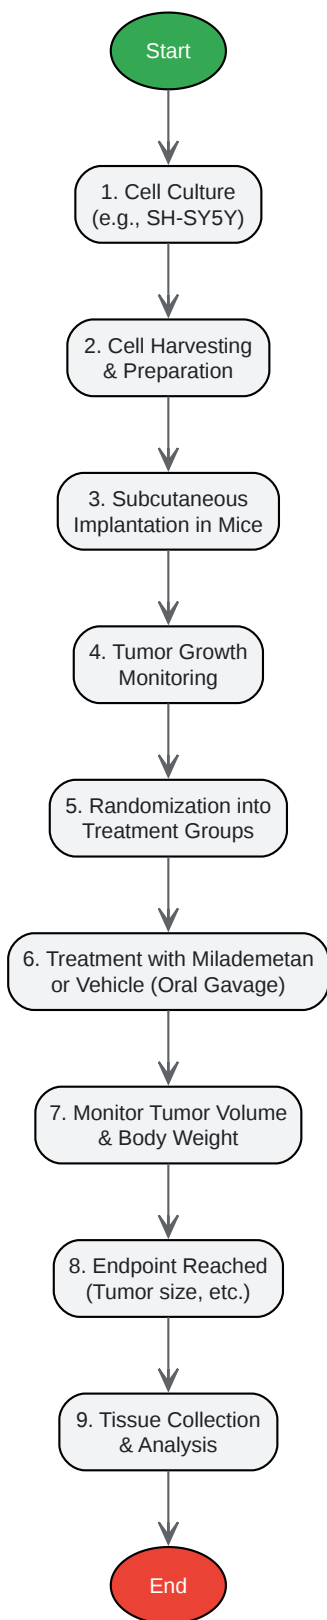 Start
1. Cell Culture
(e.g., SH-SY5Y)
2. Cell Harvesting
& Preparation
3. Subcutaneous
Implantation in Mice
4. Tumor Growth
Monitoring
5. Randomization into
Treatment Groups
6. Treatment with Milademetan
or Vehicle (Oral Gavage)
7. Monitor Tumor Volume
& Body Weight
8. Endpoint Reached
(Tumor size, etc.)
9. Tissue Collection
& Analysis
End